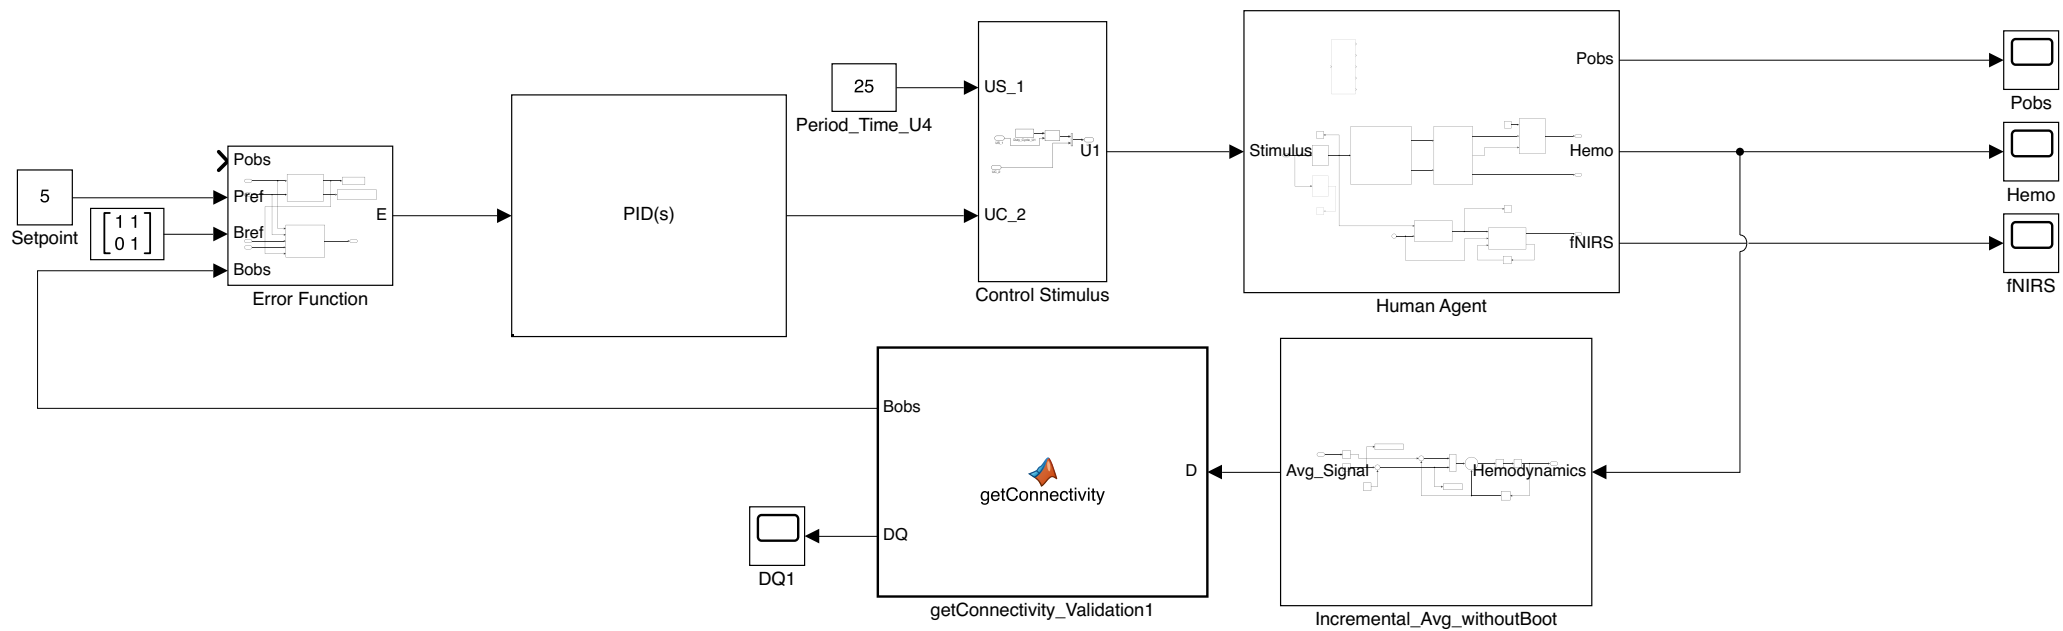 5
Setpoint
1 1
0 1
Pobs
Pref
Bref
Bobs
E
Error Function
PID(s)
25
Period_Time_U4
US_1
UC_2
U1
Control Stimulus
Stimulus
Pobs
Hemo
fNIRS
Human Agent
Pobs
Hemo
fNIRS
Bobs
DQ
D
getConnectivity
getConnectivity_Validation1
DQ1
Avg_Signal
Hemodynamics
Incremental_Avg_withoutBoot